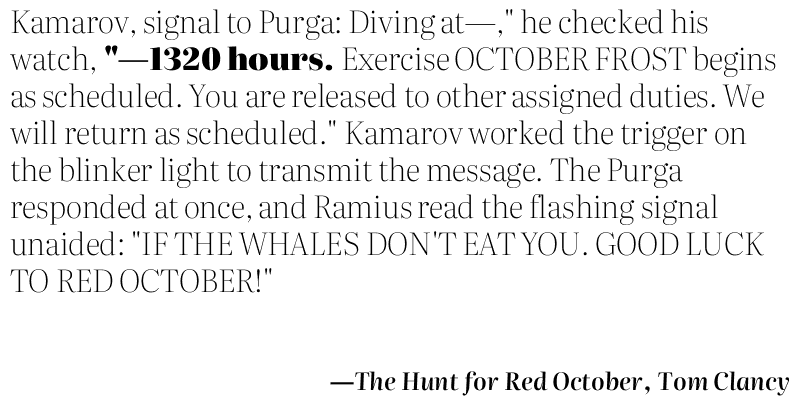 Kamarov, signal to Purga: Diving at—," he checked his
watch, "—1320 hours. Exercise OCTOBER FROST begins
as scheduled. You are released to other assigned duties. We
will return as scheduled." Kamarov worked the trigger on
the blinker light to transmit the message. The Purga
responded at once, and Ramius read the flashing signal
unaided: "IF THE WHALES DON'T EAT YOU. GOOD LUCK
TO RED OCTOBER!"
—The Hunt for Red October, Tom Clancy